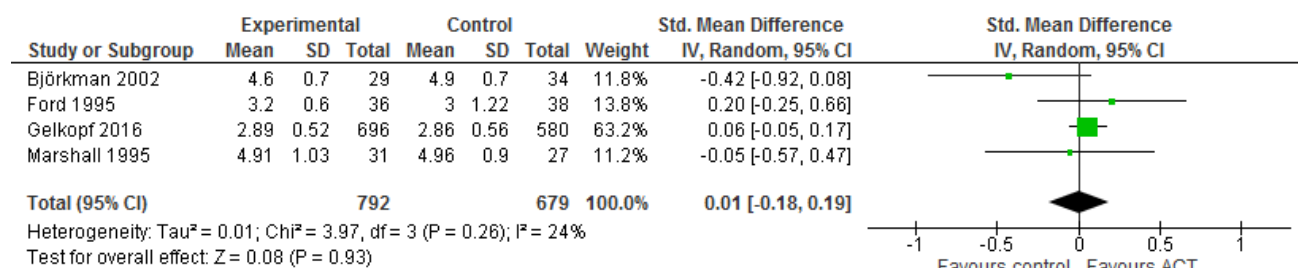 Experimental Control Std. Mean Difference Std. Mean Difference
Study or Subgroup Mean SD Total Mean SD Total Weight IV, Random, 95% CI IV, Random, 95% CI
Björkman 2002 4.6 0.7 29 4.9 0.7 34 11.8% -0.42 [-0.92, 0.08]
Ford 1995 3.2 0.6 36 3 1.22 38 13.8% 0.20 [-0.25, 0.66]
Gelkopf 2016 2.89 0.52 696 2.86 0.56 580 63.2% 0.06 [-0.05, 0.17]
Marshall 1995 4.91 1.03 31 4.96 0.9 27 11.2% -0.05 [-0.57, 0.47]
Total (95% CI) 792 679 100.0% 0.01 [-0.18, 0.19]
Heterogeneity: Tau² = 0.01; Chi² = 3.97, df = 3 (P = 0.26); I² = 24%
Test for overall effect: Z = 0.08 (P = 0.93)
-1 -0.5 0 0.5 1
Favours control Favours ACT